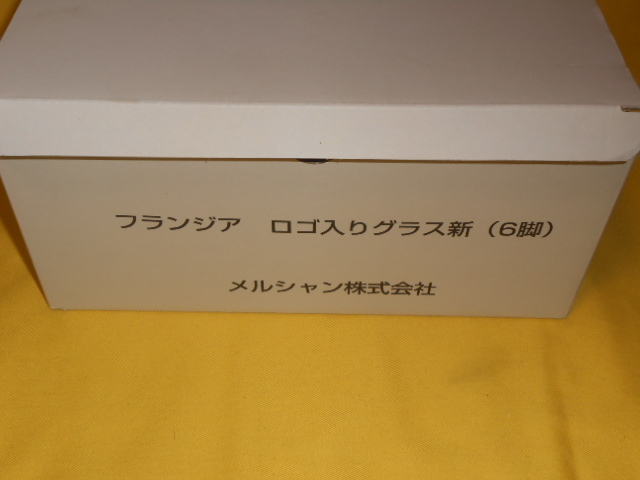 フランジア　ロゴ入りグラス新（6脚）
メルシャン株式会社